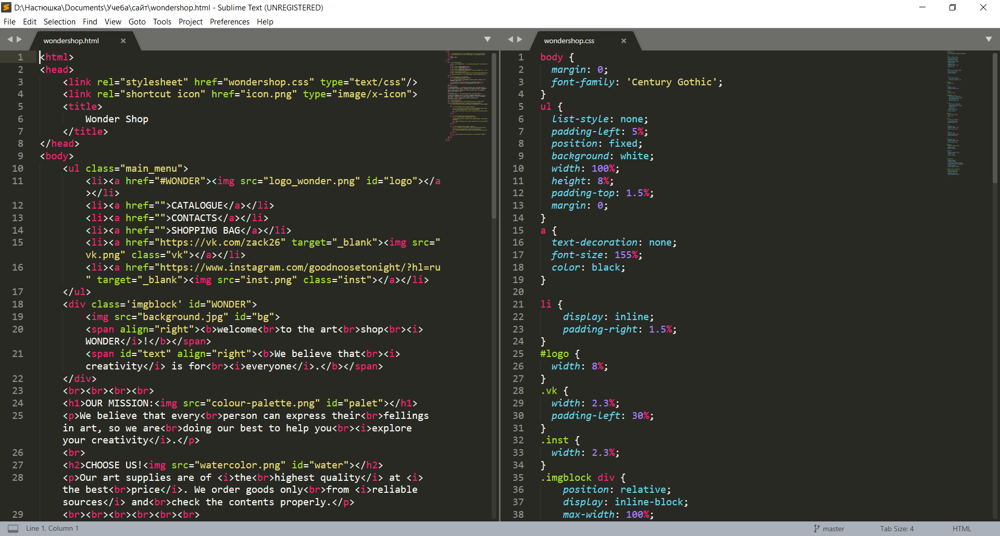 D:\Настюшка\Documents\Учеба\сайт\wondershop.html - Sublime Text (UNREGISTERED)
File Edit Selection Find View Goto Tools Project Preferences Help
wondershop.html
1 <html>
2 <head>
3 <link rel="stylesheet" href="wondershop.css" type="text/css"/>
4 <link rel="shortcut icon" href="icon.png" type="image/x-icon">
5 <title>
6 Wonder Shop
7 </title>
8 </head>
9 <body>
10 <ul class="main_menu">
11 <li><a href="#WONDER"><img src="logo_wonder.png" id="logo"></a
></li>
12 <li><a href="">CATALOGUE</a></li>
13 <li><a href="">CONTACTS</a></li>
14 <li><a href="">SHOPPING BAG</a></li>
15 <li><a href="https://vk.com/zack26" target="_blank"><img src="
vk.png" class="vk"></a></li>
16 <li><a href="https://www.instagram.com/goodnoosetonight/?hl=ru
" target="_blank"><img src="inst.png" class="inst"></a></li>
17 </ul>
18 <div class='imgblock' id="WONDER">
19 <img src="background.jpg" id="bg">
20 <span align="right"><b>welcome<br>to the art<br>shop<br><i>
WONDER</i>!</b></span>
21 <span id="text" align="right"><b>We believe that<br><i>
creativity</i> is for<br><i>everyone</i>.</b></span>
22 </div>
23 <br><br><br><br>
24 <h1>OUR MISSION:<img src="colour-palette.png" id="palet"></h1>
25 <p>We believe that every<br>person can express their<br>fellings
in art, so we are<br>doing our best to help you<br><i>explore
your creativity</i>.</p>
26 <br>
27 <h2>CHOOSE US!<img src="watercolor.png" id="water"></h2>
28 <p>Our art supplies are of <i>the<br>highest quality</i> at <i>
the best<br>price</i>. We order goods only<br>from <i>reliable
sources</i> and<br>check the contents properly.</p>
29 <br><br><br><br><br><br>
wondershop.css
1 body {
2 margin: 0;
3 font-family: 'Century Gothic';
4 }
5 ul {
6 list-style: none;
7 padding-left: 5%;
8 position: fixed;
9 background: white;
10 width: 100%;
11 height: 8%;
12 padding-top: 1.5%;
13 margin: 0;
14 }
15 a {
16 text-decoration: none;
17 font-size: 155%;
18 color: black;
19 }
20
21 li {
22 display: inline;
23 padding-right: 1.5%;
24 }
25 #logo {
26 width: 8%;
27 }
28 .vk {
29 width: 2.3%;
30 padding-left: 30%;
31 }
32 .inst {
33 width: 2.3%;
34 }
35 .imgblock div {
36 position: relative;
37 display: inline-block;
38 max-width: 100%;
Line 1, Column 1
master
Tab Size: 4
HTML